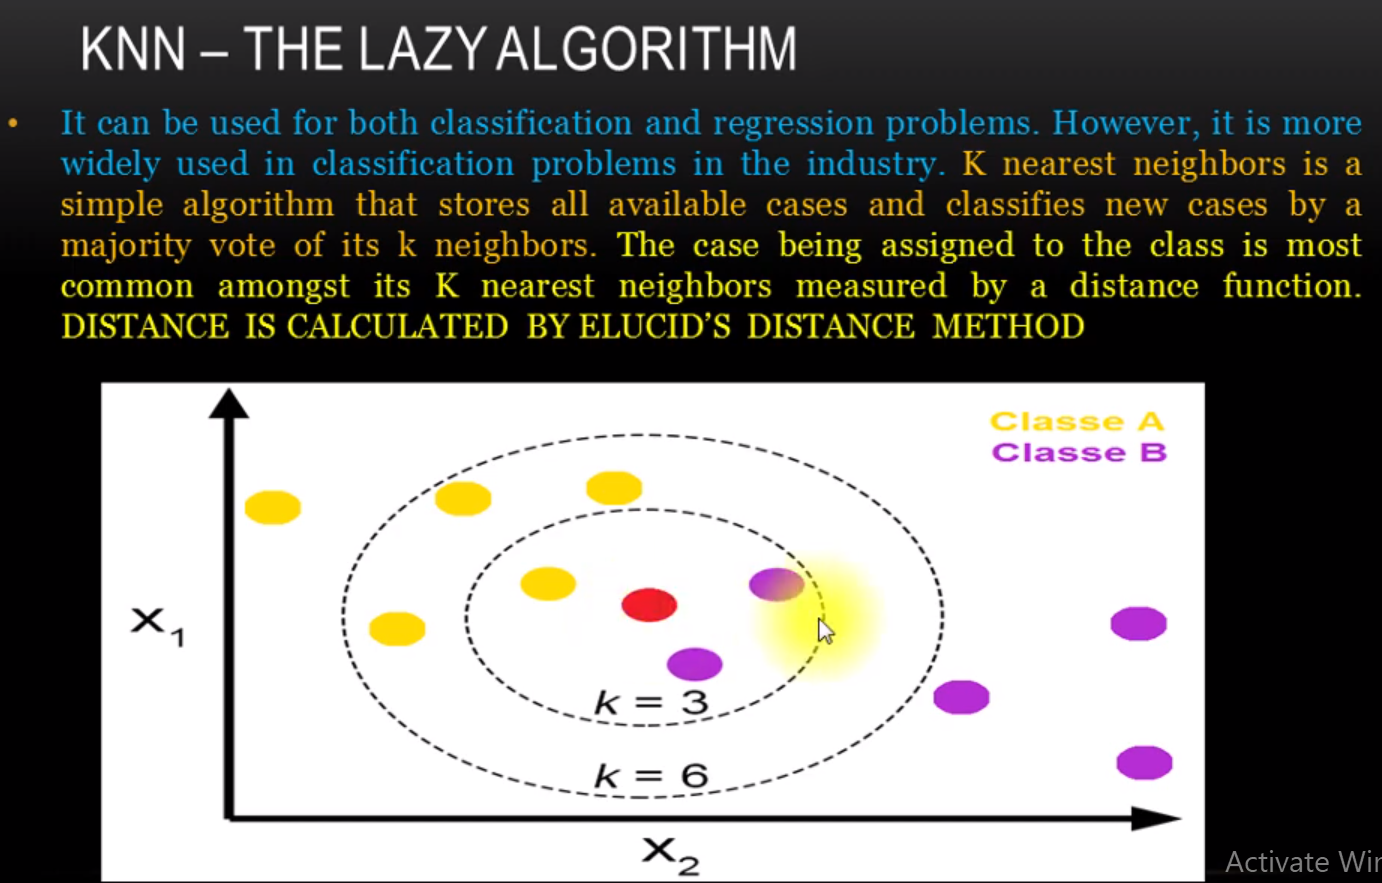 KNN – THE LAZY ALGORITHM
• It can be used for both classification and regression problems. However, it is more
widely used in classification problems in the industry. K nearest neighbors is a
simple algorithm that stores all available cases and classifies new cases by a
majority vote of its k neighbors. The case being assigned to the class is most
common amongst its K nearest neighbors measured by a distance function.
DISTANCE IS CALCULATED BY ELUCID’S DISTANCE METHOD
Classe A
Classe B
X1
k = 3
k = 6
X2
Activate